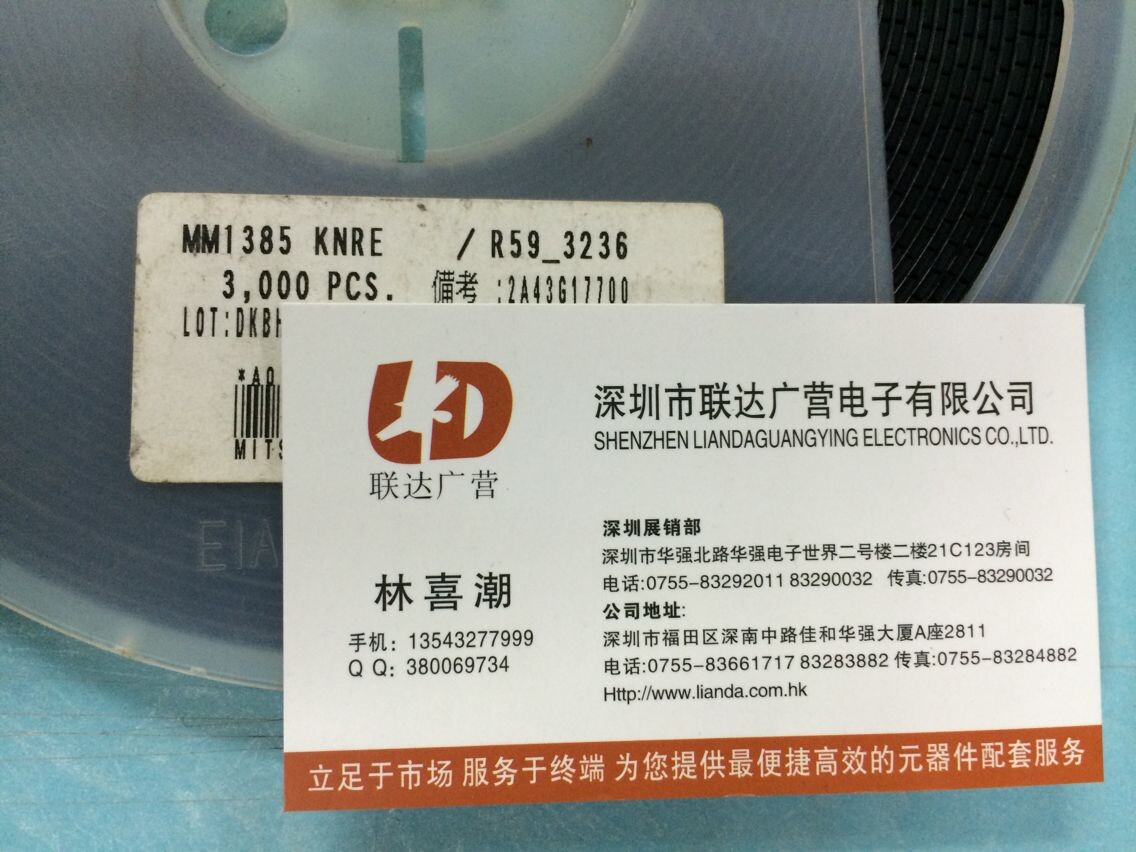 MM1385 KNRE / R59_3236
3,000 PCS. 備考 :2A43G17700
LOT:DKBH
*A0
MITS
EIA
LD
联达广营
深圳市联达广营电子有限公司
SHENZHEN LIANDAGUANGYING ELECTRONICS CO.,LTD.
林喜潮
手机：13543277999
QQ：380069734
深圳展销部
深圳市华强北路华强电子世界二号楼二楼21C123房间
电话:0755-83292011 83290032 传真:0755-83290032
公司地址:
深圳市福田区深南中路佳和华强大厦A座2811
电话:0755-83661717 83283882 传真:0755-83284882
Http://www.lianda.com.hk
立足于市场 服务于终端 为您提供最便捷高效的元器件配套服务